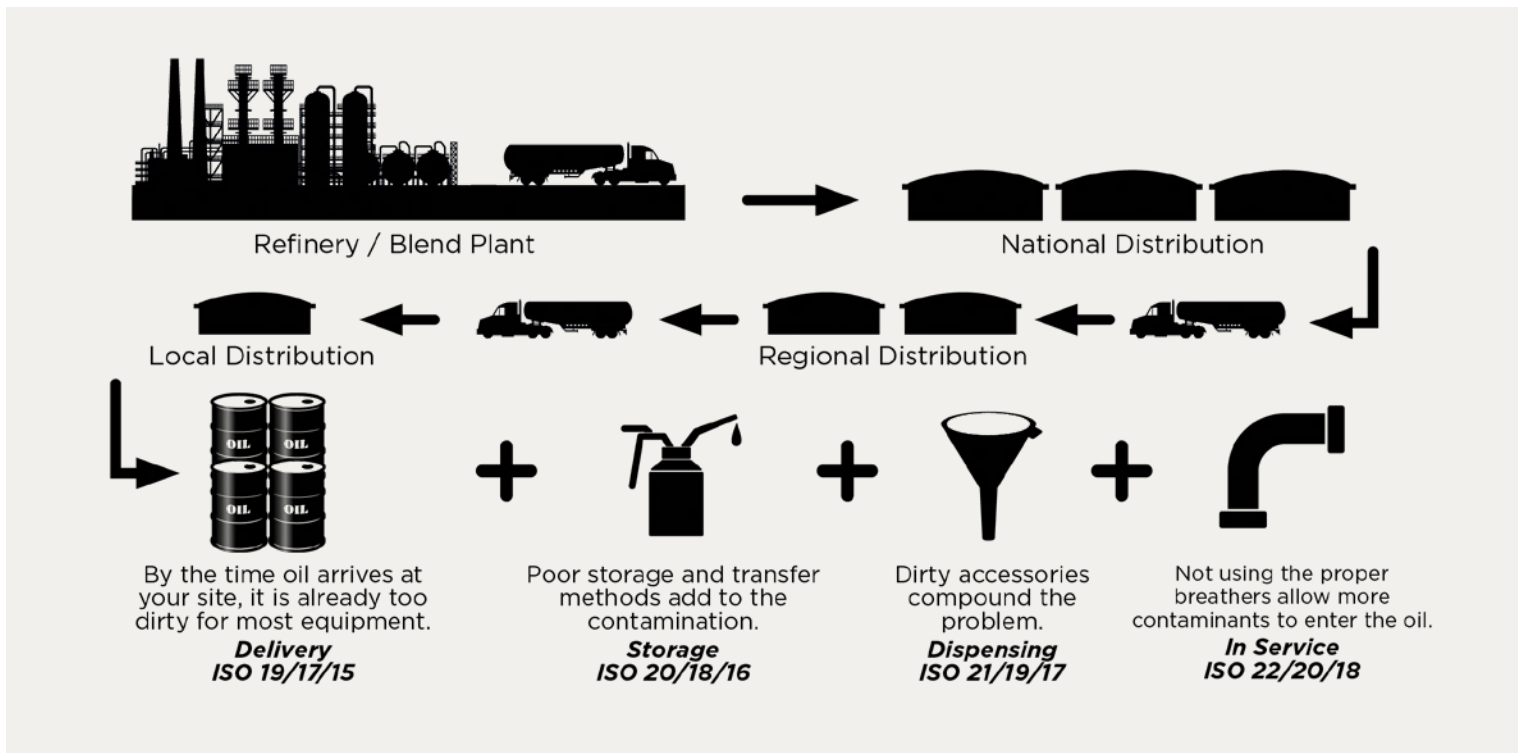 Refinery / Blend Plant
National Distribution
Local Distribution
Regional Distribution
OIL
OIL
OIL
OIL
By the time oil arrives at
your site, it is already too
dirty for most equipment.
Delivery
ISO 19/17/15
Poor storage and transfer
methods add to the
contamination.
Storage
ISO 20/18/16
Dirty accessories
compound the
problem.
Dispensing
ISO 21/19/17
Not using the proper
breathers allow more
contaminants to enter the oil.
In Service
ISO 22/20/18